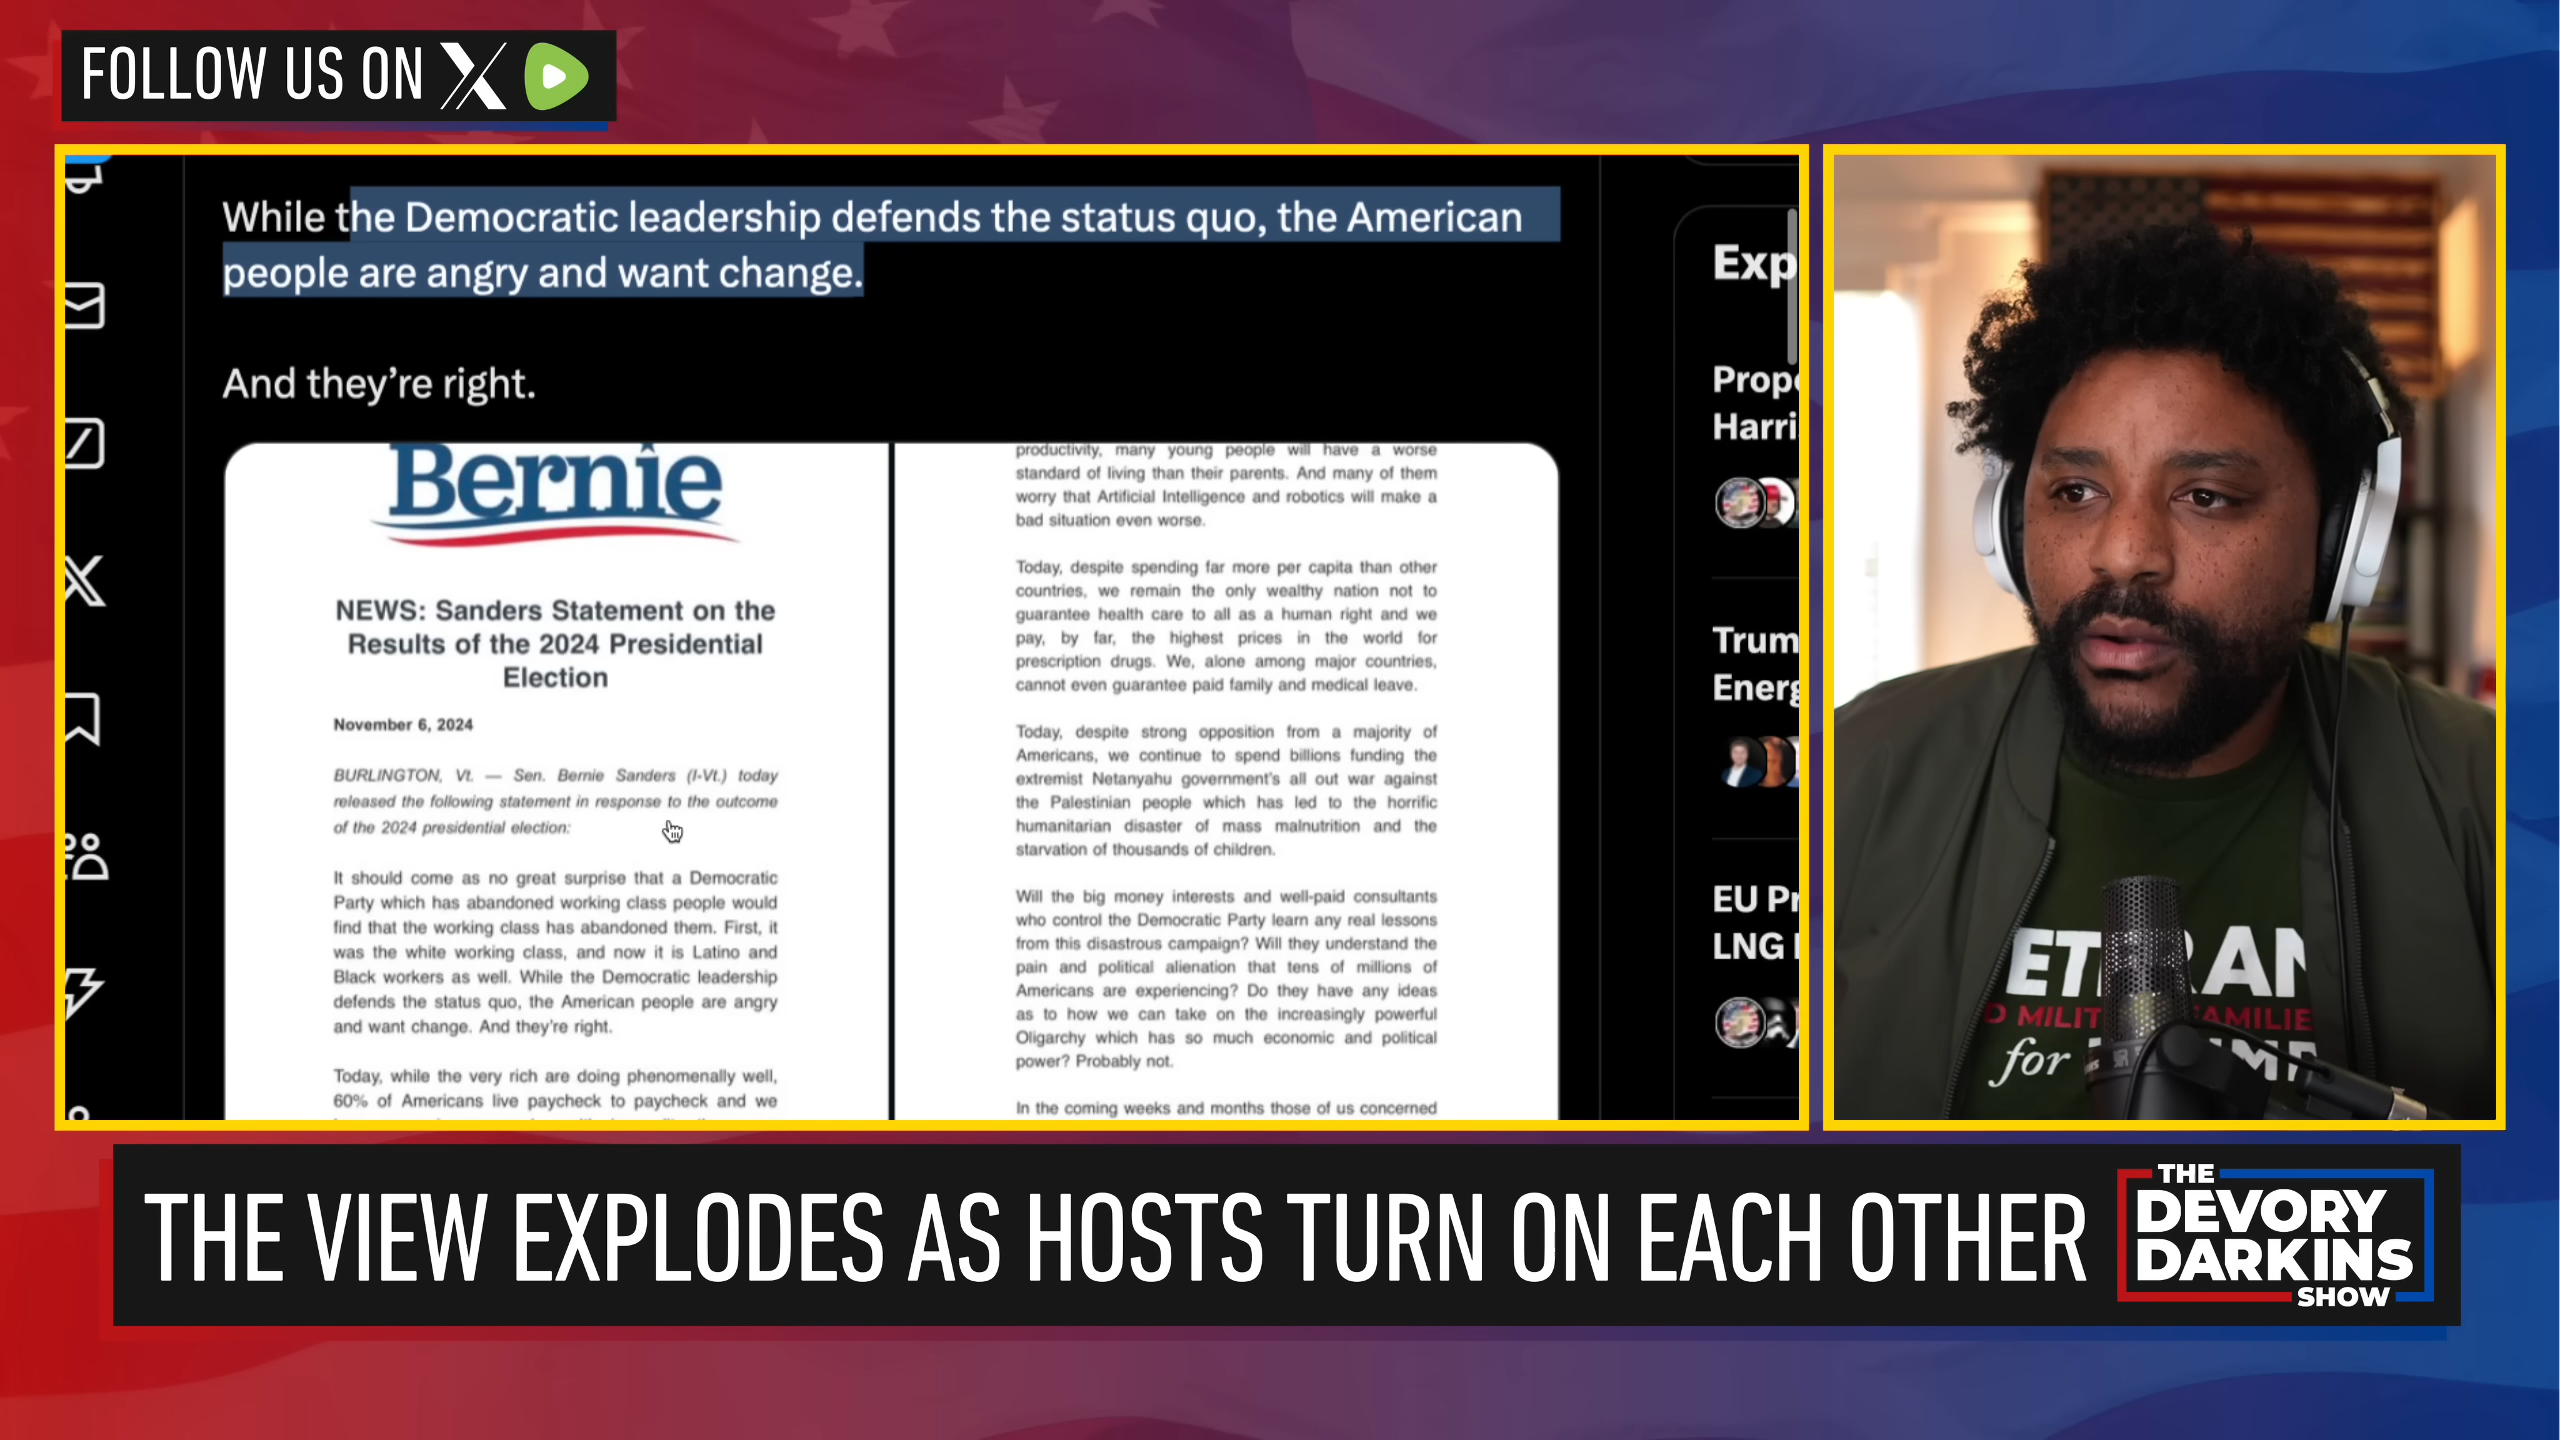 FOLLOW US ON X
While the Democratic leadership defends the status quo, the American
people are angry and want change.
And they're right.
Bernie
NEWS: Sanders Statement on the
Results of the 2024 Presidential
Election
November 6, 2024
BURLINGTON, Vt. — Sen. Bernie Sanders (I-Vt.) today
released the following statement in response to the outcome
of the 2024 presidential election:
It should come as no great surprise that a Democratic
Party which has abandoned working class people would
find that the working class has abandoned them. First, it
was the white working class, and now it is Latino and
Black workers as well. While the Democratic leadership
defends the status quo, the American people are angry
and want change. And they're right.
Today, while the very rich are doing phenomenally well,
60% of Americans live paycheck to paycheck and we
productivity, many young people will have a worse
standard of living than their parents. And many of them
worry that Artificial Intelligence and robotics will make a
bad situation even worse.
Today, despite spending far more per capita than other
countries, we remain the only wealthy nation not to
guarantee health care to all as a human right and we
pay, by far, the highest prices in the world for
prescription drugs. We, alone among major countries,
cannot even guarantee paid family and medical leave.
Today, despite strong opposition from a majority of
Americans, we continue to spend billions funding the
extremist Netanyahu government's all out war against
the Palestinian people which has led to the horrific
humanitarian disaster of mass malnutrition and the
starvation of thousands of children.
Will the big money interests and well-paid consultants
who control the Democratic Party learn any real lessons
from this disastrous campaign? Will they understand the
pain and political alienation that tens of millions of
Americans are experiencing? Do they have any ideas
as to how we can take on the increasingly powerful
Oligarchy which has so much economic and political
power? Probably not.
In the coming weeks and months those of us concerned
Exp
Prop
Harri
Trum
Energ
EU Pr
LNG
for
THE VIEW EXPLODES AS HOSTS TURN ON EACH OTHER
THE
DEVORY
DARKINS
SHOW